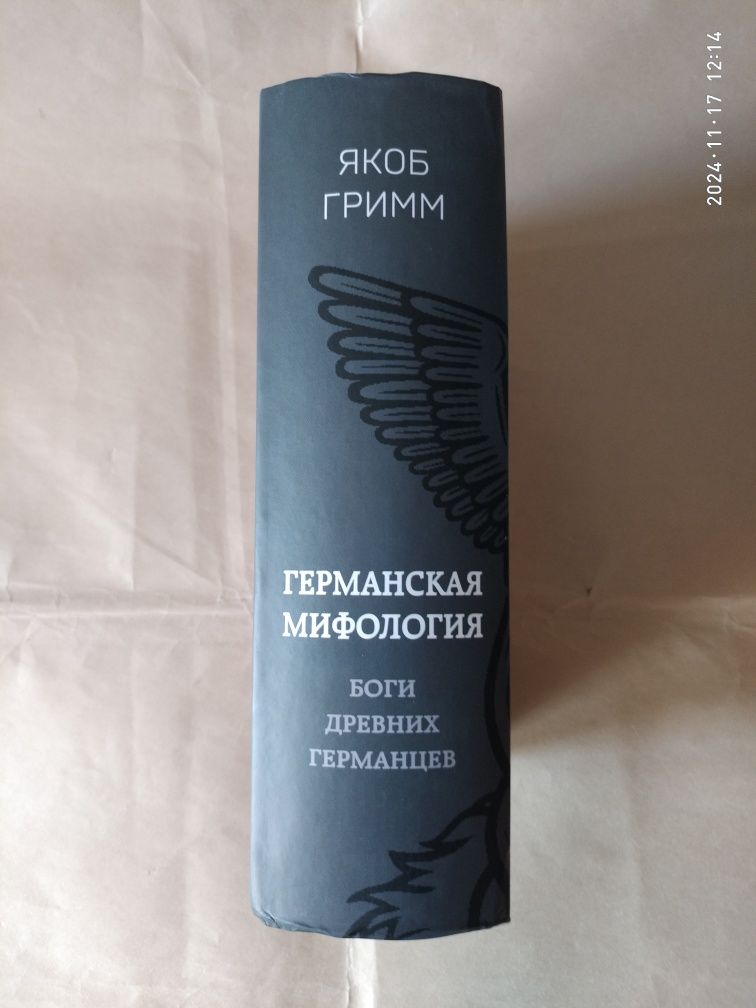 ЯКОБ
ГРИММ
ГЕРМАНСКАЯ
МИФОЛОГИЯ
БОГИ
ДРЕВНИХ
ГЕРМАНЦЕВ
2024·11·17 12:14